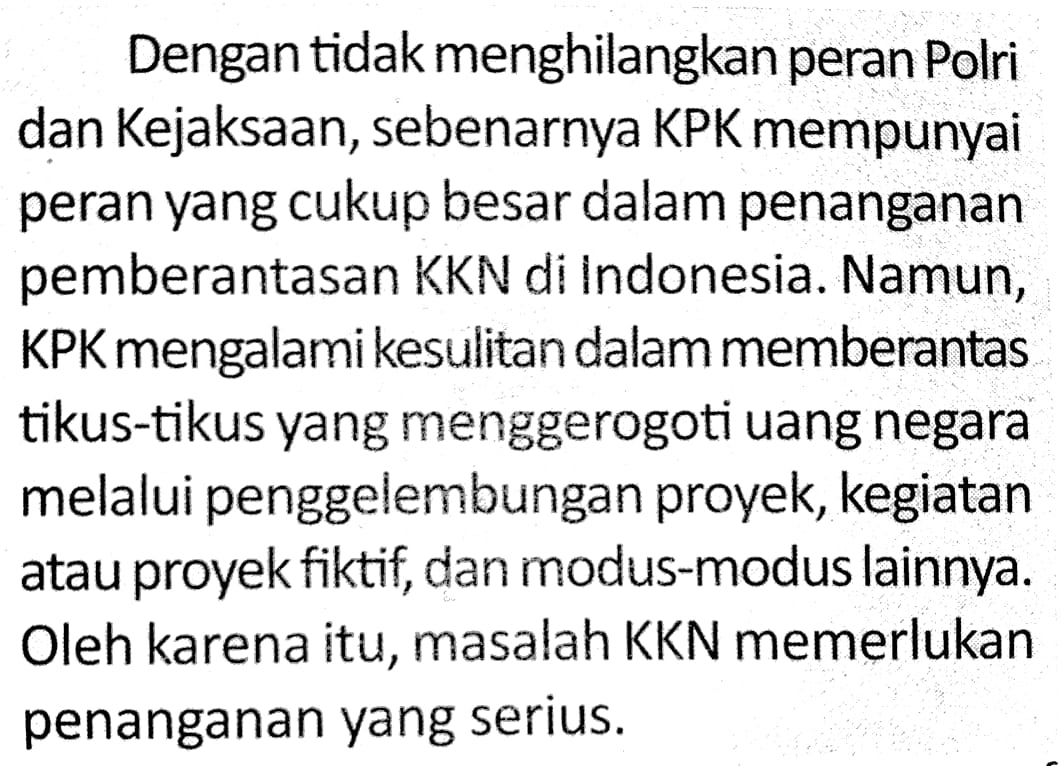 Dengan tidak menghilangkan peran Polri
dan Kejaksaan, sebenarnya KPK mempunyai
peran yang cukup besar dalam penanganan
pemberantasan KKN di Indonesia. Namun,
KPK mengalami kesulitan dalam memberantas
tikus-tikus yang menggerogoti uang negara
melalui penggelembungan proyek, kegiatan
atau proyek fiktif, dan modus-modus lainnya.
Oleh karena itu, masalah KKN memerlukan
penanganan yang serius.